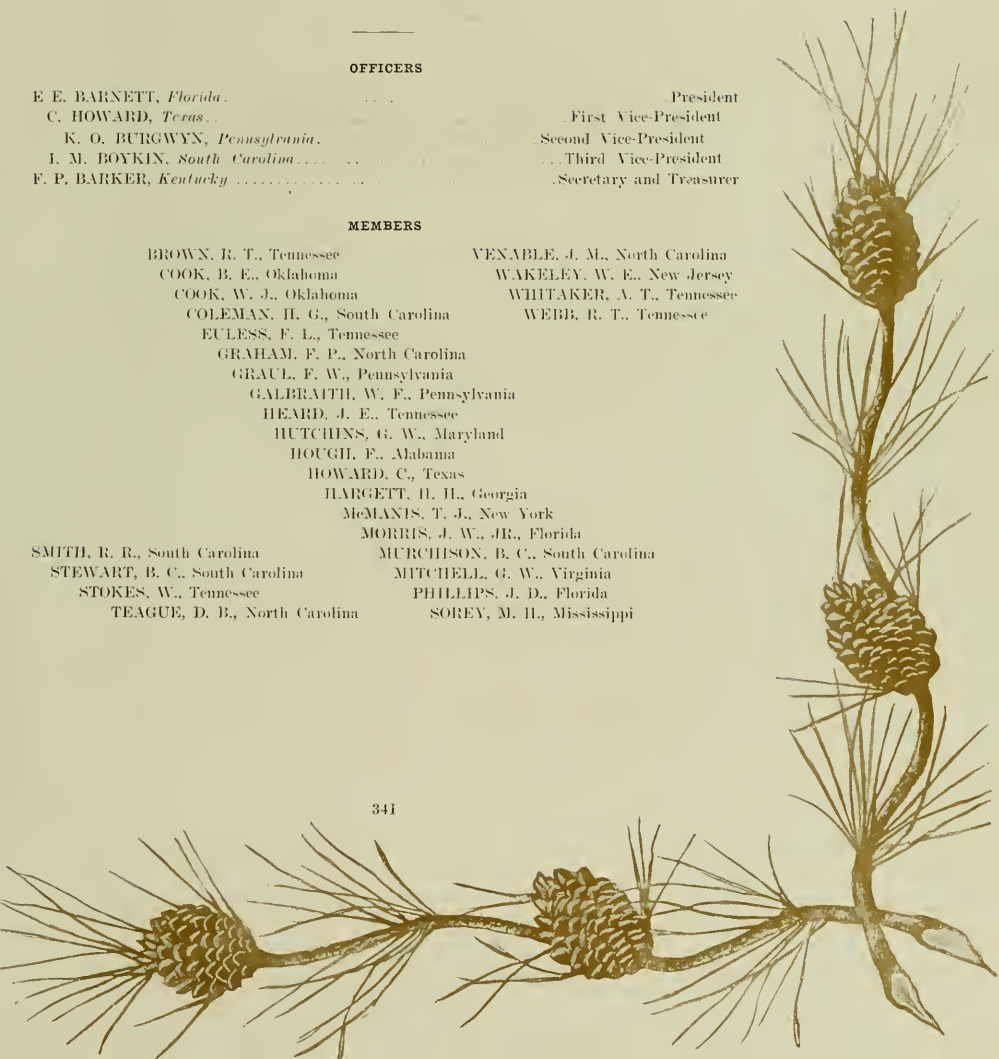 OFFICERS
E E. BARNETT, Florida. . . . President
C. HOWARD, Texas. . . First Vice-President
K. O. BURGWYN, Pennsylvania. . Second Vice-President
I. M. BOYKIN, South Carolina.... .. . ...Third Vice-President
F. P. BARKER, Kentucky ............. .. . .Secretary and Treasurer
MEMBERS
BROWN, R. T., Tennessee
COOK, B. E., Oklahoma
COOK, W. J., Oklahoma
COLEMAN, H. G., South Carolina
EULESS, F. L., Tennessee
GRAHAM, F. P., North Carolina
GRAUL, F. W., Pennsylvania
GALBRAITH, W. F., Pennsylvania
HEARD, J. E., Tennessee
HUTCHINS, G. W., Maryland
HOUGH, F., Alabama
HOWARD, C., Texas
HARGETT, H. H., Georgia
McMANIS, T. J., New York
MORRIS, J. W., JR., Florida
MURCHISON, B. C., South Carolina
MITCHELL, G. W., Virginia
PHILLIPS, J. D., Florida
SOREY, M. H., Mississippi
SMITH, R. R., South Carolina
STEWART, B. C., South Carolina
STOKES, W., Tennessee
TEAGUE, D. B., North Carolina
VENABLE, J. M., North Carolina
WAKELEY, W. E., New Jersey
WHITAKER, A. T., Tennessee
WEBB, R. T., Tennessee
341